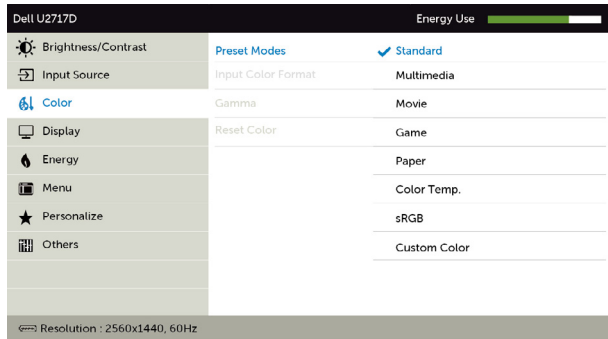 Dell U2717D Energy Use
Brightness/Contrast Preset Modes Standard
Input Source Input Color Format Multimedia
Color Gamma Movie
Display Reset Color Game
Energy Paper
Menu Color Temp.
Personalize sRGB
Others Custom Color
Resolution : 2560x1440, 60Hz